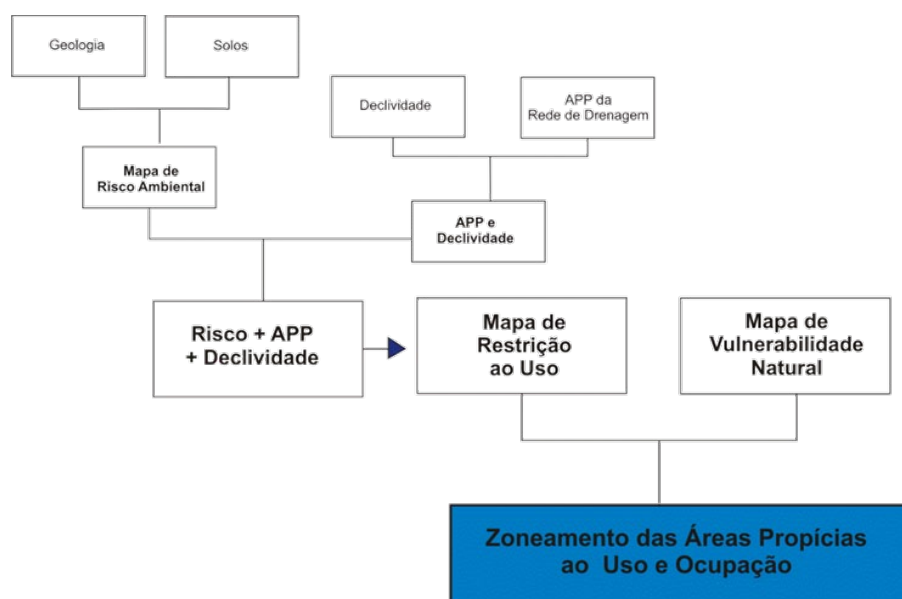 Geologia
Solos
Declividade
APP da
Rede de Drenagem
Mapa de
Risco Ambiental
APP e
Declividade
Risco + APP
+ Declividade
Mapa de
Restrição
ao Uso
Mapa de
Vulnerabilidade
Natural
Zoneamento das Áreas Propícias
ao Uso e Ocupação